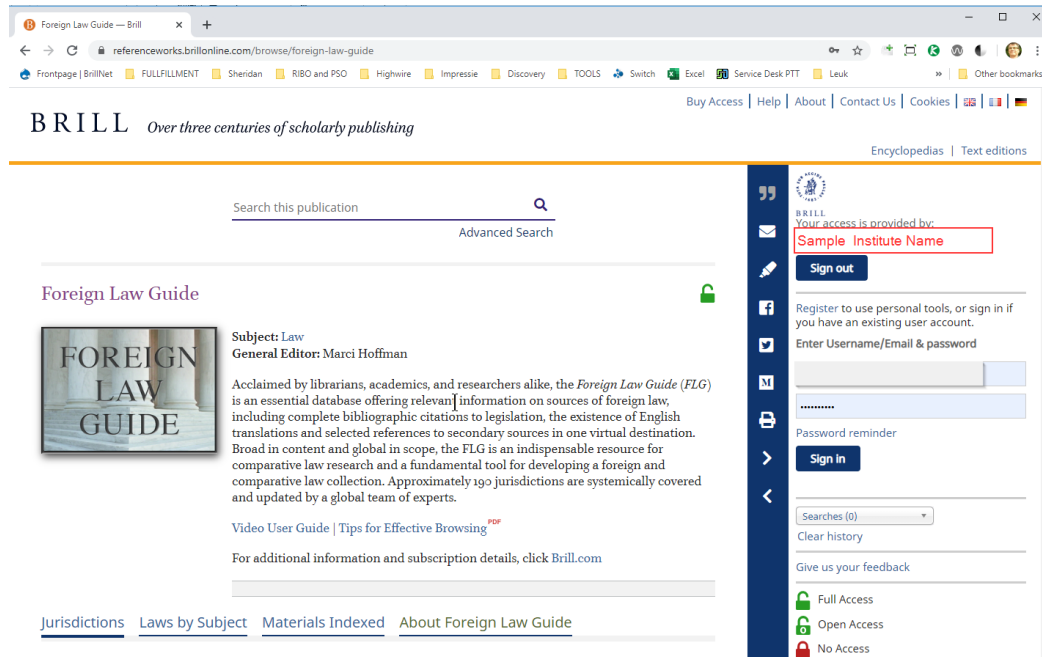 Foreign Law Guide — Brill
referenceworks.brillonline.com/browse/foreign-law-guide
Frontpage | BrillNet FULLFILLMENT Sheridan RIBO and PSO Highwire Impressie Discovery TOOLS Switch Excel Service Desk PTT Leuk » Other bookmarks
Buy Access | Help | About | Contact Us | Cookies
BRILL Over three centuries of scholarly publishing
Encyclopedias | Text editions
Search this publication
Advanced Search
Foreign Law Guide
FOREIGN
LAW
GUIDE
Subject: Law
General Editor: Marci Hoffman
Acclaimed by librarians, academics, and researchers alike, the Foreign Law Guide (FLG)
is an essential database offering relevant information on sources of foreign law,
including complete bibliographic citations to legislation, the existence of English
translations and selected references to secondary sources in one virtual destination.
Broad in content and global in scope, the FLG is an indispensable resource for
comparative law research and a fundamental tool for developing a foreign and
comparative law collection. Approximately 190 jurisdictions are systemically covered
and updated by a global team of experts.
Video User Guide | Tips for Effective Browsing PDF
For additional information and subscription details, click Brill.com
Jurisdictions Laws by Subject Materials Indexed About Foreign Law Guide
BRILL
Your access is provided by:
Sample Institute Name
Sign out
Register to use personal tools, or sign in if
you have an existing user account.
Enter Username/Email & password
Password reminder
Sign in
Searches (0)
Clear history
Give us your feedback
Full Access
Open Access
No Access